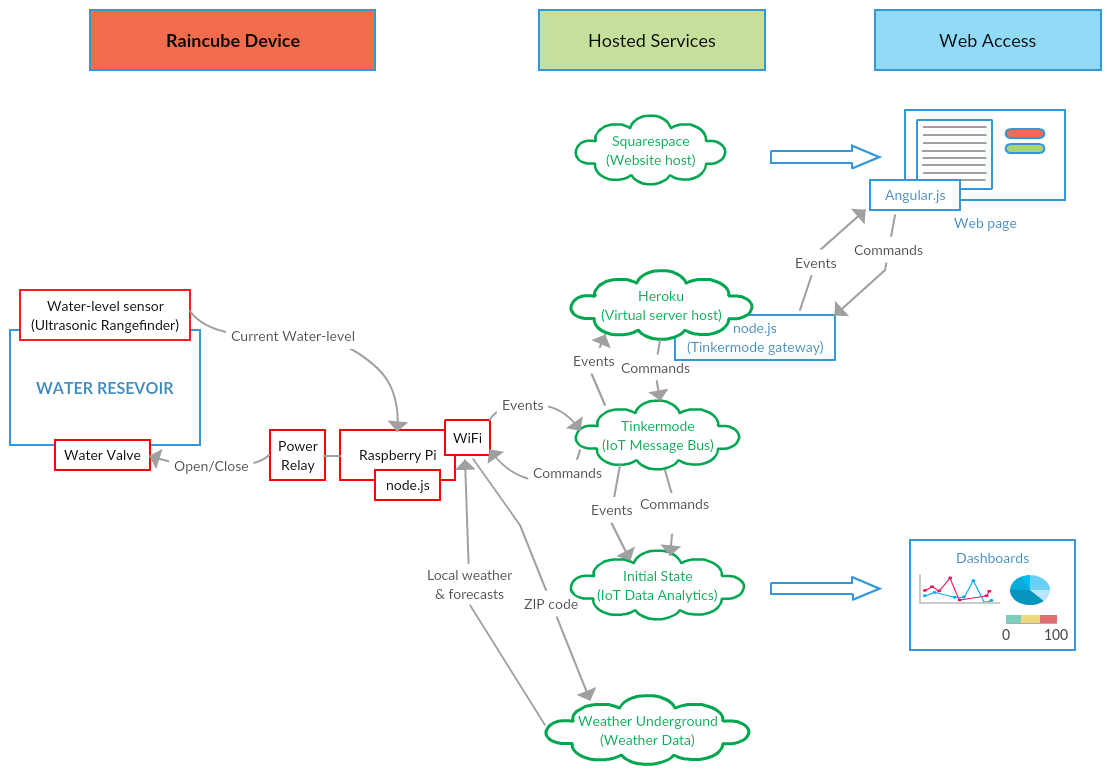 Raincube Device
Hosted Services
Web Access
Squarespace
(Website host)
Angular.js
Web page
Events
Commands
Water-level sensor
(Ultrasonic Rangefinder)
Current Water-level
WATER RESEVOIR
Water Valve
Open/Close
Power
Relay
Raspberry Pi
WiFi
node.js
Heroku
(Virtual server host)
node.js
(Tinkermode gateway)
Events
Commands
Events
Commands
Tinkermode
(IoT Message Bus)
Events
Commands
Initial State
(IoT Data Analytics)
Dashboards
0
100
Local weather
& forecasts
ZIP code
Weather Underground
(Weather Data)